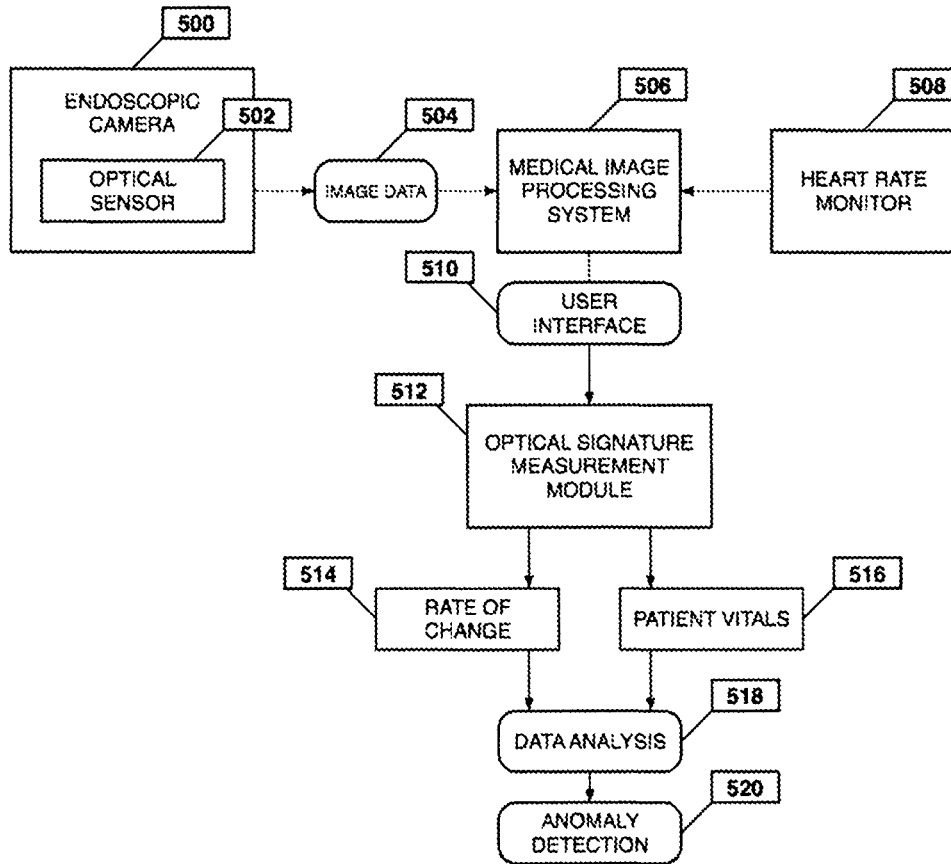 500
506
508
ENDOSCOPIC
CAMERA
502
504
OPTICAL
SENSOR
IMAGE DATA
MEDICAL IMAGE
PROCESSING
SYSTEM
HEART RATE
MONITOR
510
USER
INTERFACE
512
OPTICAL SIGNATURE
MEASUREMENT
MODULE
514
516
RATE OF
CHANGE
PATIENT VITALS
518
DATA ANALYSIS
520
ANOMALY
DETECTION